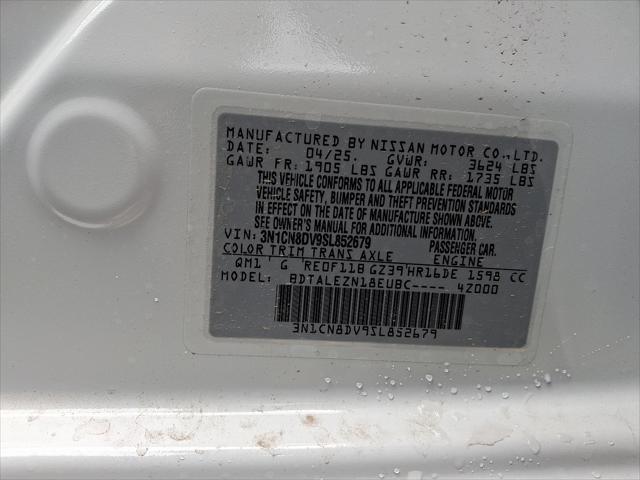 MANUFACTURED BY NISSAN MOTOR CO., LTD.
DATE: 04/25. GVWR: 3624 LBS
GAWR FR: 1905 LBS GAWR RR: 1735 LBS
THIS VEHICLE CONFORMS TO ALL APPLICABLE FEDERAL MOTOR
VEHICLE SAFETY, BUMPER AND THEFT PREVENTION STANDARDS
IN EFFECT ON THE DATE OF MANUFACTURE SHOWN ABOVE.
SEE OWNER'S MANUAL FOR ADDITIONAL INFORMATION.
VIN: 3N1CN8DV9SL852679 PASSENGER CAR
COLOR TRIM TRANS AXLE ENGINE
QM1 G RE0F11B GZ39 HR16DE 1598 CC
MODEL: BDTALEZN18EUBC---- 4Z000
3N1CN8DV9SL852679